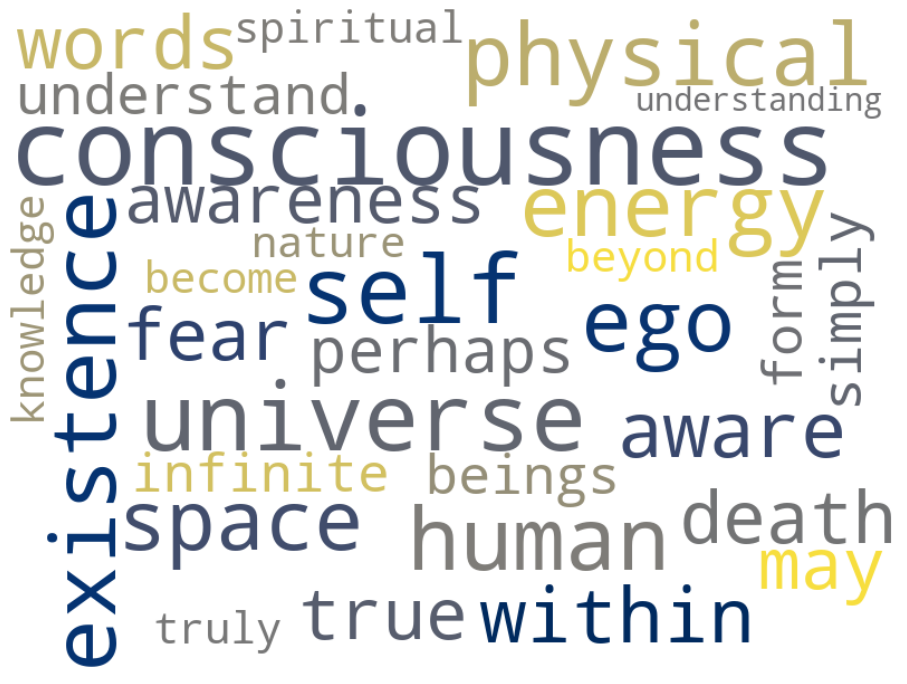 words spiritual physical
understand understanding
consciousness
awareness energy
knowledge
existence
nature beyond
become self
form
simply
fear perhaps ego
universe aware
infinite beings
space human death
may
truly true within